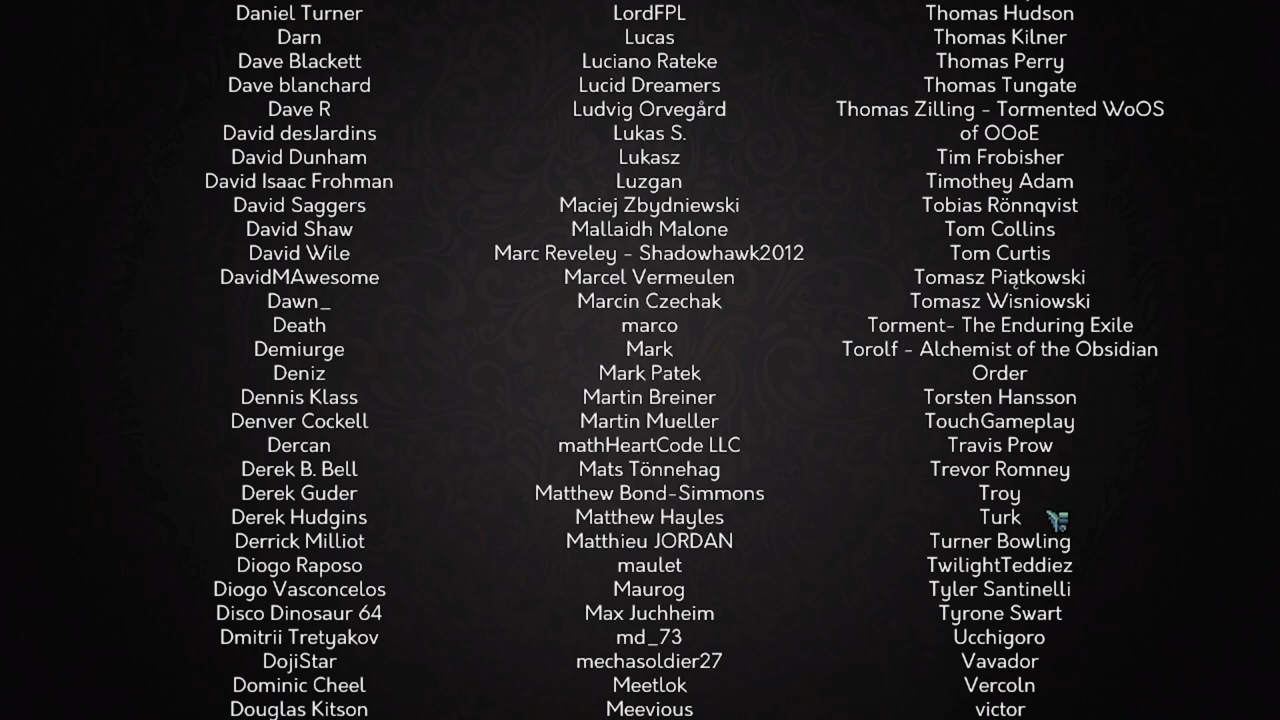 Daniel Turner
Darn
Dave Blackett
Dave blanchard
Dave R
David desJardins
David Dunham
David Isaac Frohman
David Saggers
David Shaw
David Wile
DavidMAwesome
Dawn_
Death
Demiurge
Deniz
Dennis Klass
Denver Cockell
Dercan
Derek B. Bell
Derek Guder
Derek Hudgins
Derrick Milliot
Diogo Raposo
Diogo Vasconcelos
Disco Dinosaur 64
Dmitrii Tretyakov
DojiStar
Dominic Cheel
Douglas Kitson
LordFPL
Lucas
Luciano Rateke
Lucid Dreamers
Ludvig Orvegård
Lukas S.
Lukasz
Luzgan
Maciej Zbydniewski
Mallaidh Malone
Marc Reveley - Shadowhawk2012
Marcel Vermeulen
Marcin Czechak
marco
Mark
Mark Patek
Martin Breiner
Martin Mueller
mathHeartCode LLC
Mats Tönnehag
Matthew Bond-Simmons
Matthew Hayles
Matthieu JORDAN
maulet
Maurog
Max Juchheim
md_73
mechasoldier27
Meetlok
Meevious
Thomas Hudson
Thomas Kilner
Thomas Perry
Thomas Tungate
Thomas Zilling - Tormented WoOS
of OOoE
Tim Frobisher
Timothey Adam
Tobias Rönnqvist
Tom Collins
Tom Curtis
Tomasz Piątkowski
Tomasz Wisniowski
Torment- The Enduring Exile
Torolf - Alchemist of the Obsidian
Order
Torsten Hansson
TouchGameplay
Travis Prow
Trevor Romney
Troy
Turk
Turner Bowling
TwilightTeddiez
Tyler Santinelli
Tyrone Swart
Ucchigoro
Vavador
Vercoln
victor